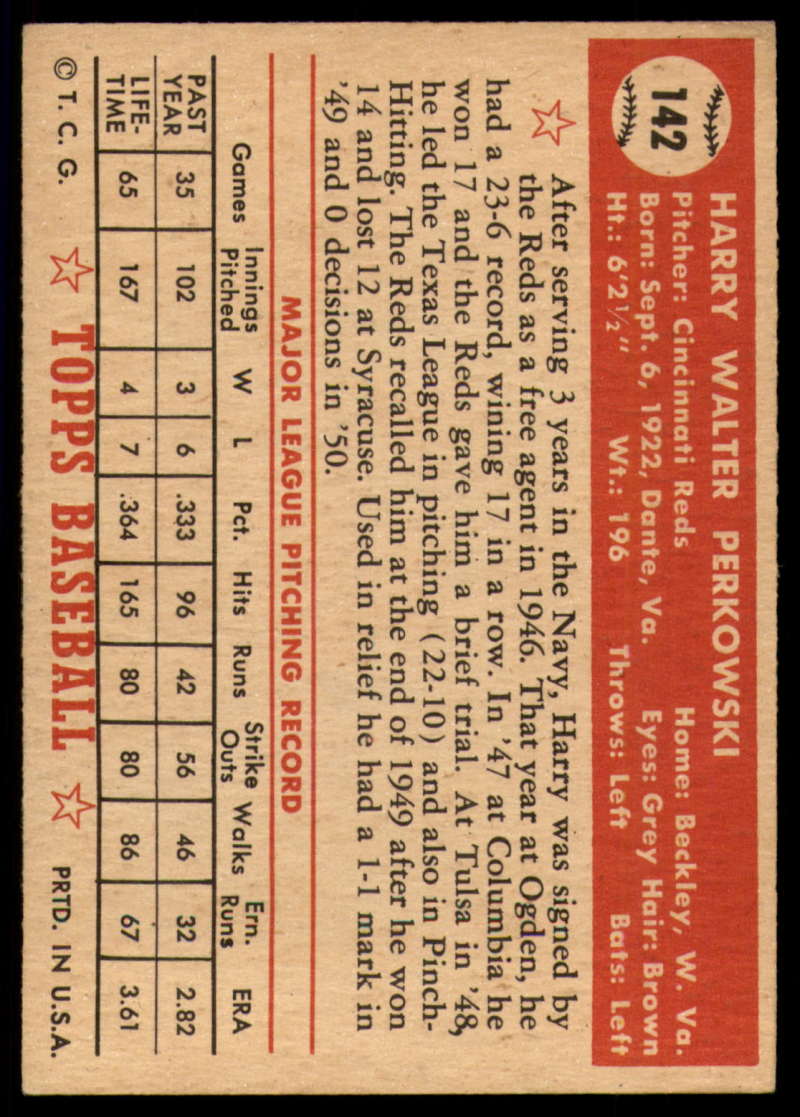 142
HARRY WALTER PERKOWSKI
Pitcher: Cincinnati Reds Home: Beckley, W. Va.
Born: Sept. 6, 1922, Dante, Va. Eyes: Grey Hair: Brown
Ht.: 6'2½" Wt.: 196 Throws: Left Bats: Left
After serving 3 years in the Navy, Harry was signed by
the Reds as a free agent in 1946. That year at Ogden, he
had a 23-6 record, wining 17 in a row. In '47 at Columbia he
won 17 and the Reds gave him a brief trial. At Tulsa in '48,
he led the Texas League in pitching (22-10) and also in Pinch-
Hitting. The Reds recalled him at the end of 1949 after he won
14 and lost 12 at Syracuse. Used in relief he had a 1-1 mark in
'49 and 0 decisions in '50.
MAJOR LEAGUE PITCHING RECORD
Games Innings Pitched W L Pct. Hits Runs Strike Outs Walks Ern. Runs ERA
PAST YEAR 35 102 3 6 .333 96 42 56 46 32 2.82
LIFE-TIME 65 167 4 7 .364 165 80 80 86 67 3.61
© T. C. G. TOPPS BASEBALL PRTD. IN U.S.A.